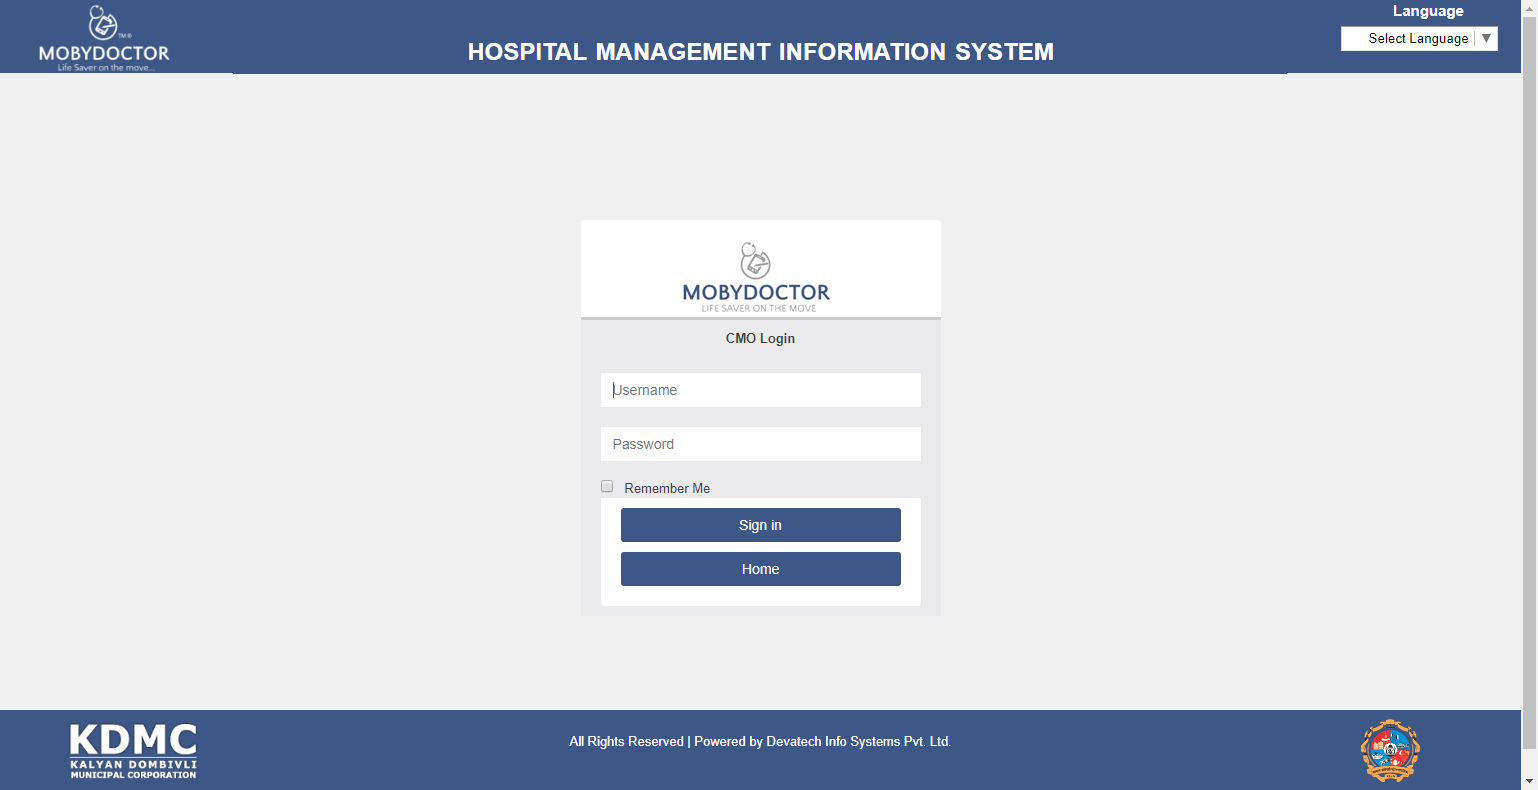 TM®
MOBYDOCTOR
Life Saver on the move...
HOSPITAL MANAGEMENT INFORMATION SYSTEM
Language
Select Language ▼
MOBYDOCTOR
LIFE SAVER ON THE MOVE
CMO Login
Username
Password
Remember Me
Sign in
Home
KDMC
KALYAN DOMBIVLI
MUNICIPAL CORPORATION
All Rights Reserved | Powered by Devatech Info Systems Pvt. Ltd.